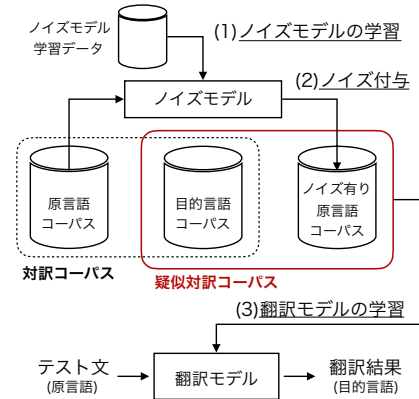 ノイズモデル
学習データ
(1)ノイズモデルの学習
ノイズモデル
(2)ノイズ付与
原言語
コーパス
目的言語
コーパス
ノイズ有り
原言語
コーパス
対訳コーパス
疑似対訳コーパス
(3)翻訳モデルの学習
テスト文
(原言語)
翻訳モデル
翻訳結果
(目的言語)